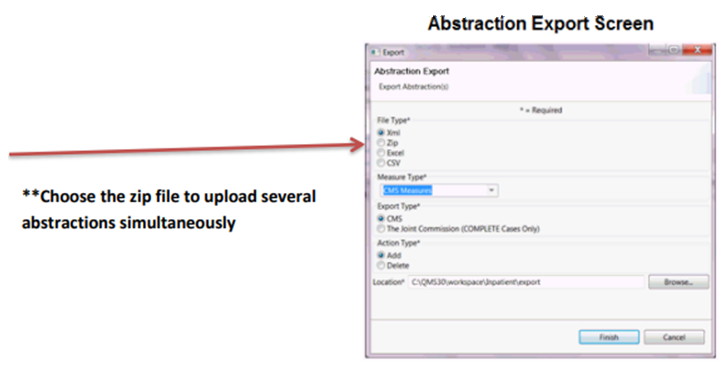 Abstraction Export Screen
Export
Abstraction Export
Export Abstraction(s)
* = Required
File Type*
Xml
Zip
Excel
CSV
**Choose the zip file to upload several
abstractions simultaneously
Measure Type*
CMS Measures
Export Type*
CMS
The Joint Commission (COMPLETE Cases Only)
Action Type*
Add
Delete
Location* C:\QMS30\workspace\Inpatient\export Browse...
Finish Cancel